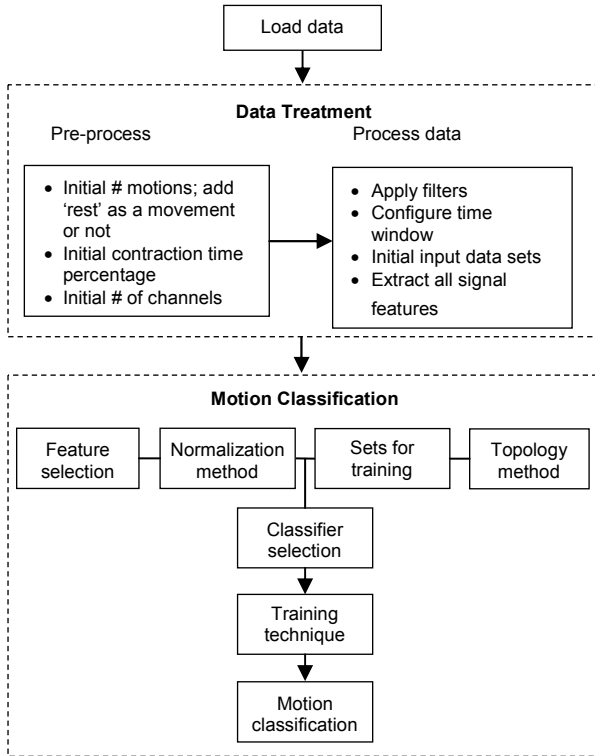 Load data
Data Treatment
Pre-process
Process data
• Initial # motions; add
‘rest’ as a movement
or not
• Initial contraction time
percentage
• Initial # of channels
• Apply filters
• Configure time
window
• Initial input data sets
• Extract all signal
features
Motion Classification
Feature
selection
Normalization
method
Sets for
training
Topology
method
Classifier
selection
Training
technique
Motion
classification